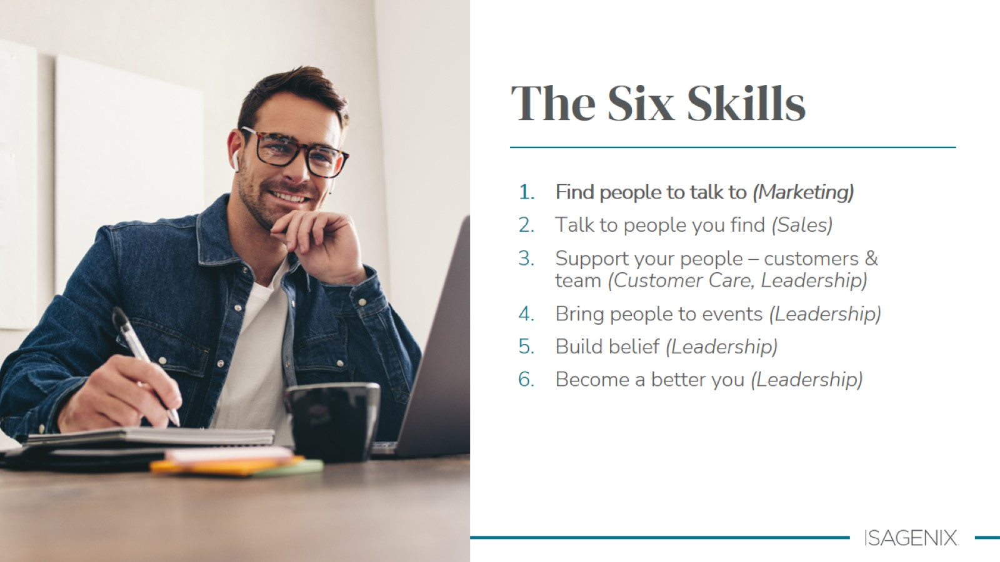 The Six Skills
1. Find people to talk to (Marketing)
2. Talk to people you find (Sales)
3. Support your people – customers &
team (Customer Care, Leadership)
4. Bring people to events (Leadership)
5. Build belief (Leadership)
6. Become a better you (Leadership)
ISAGENIX